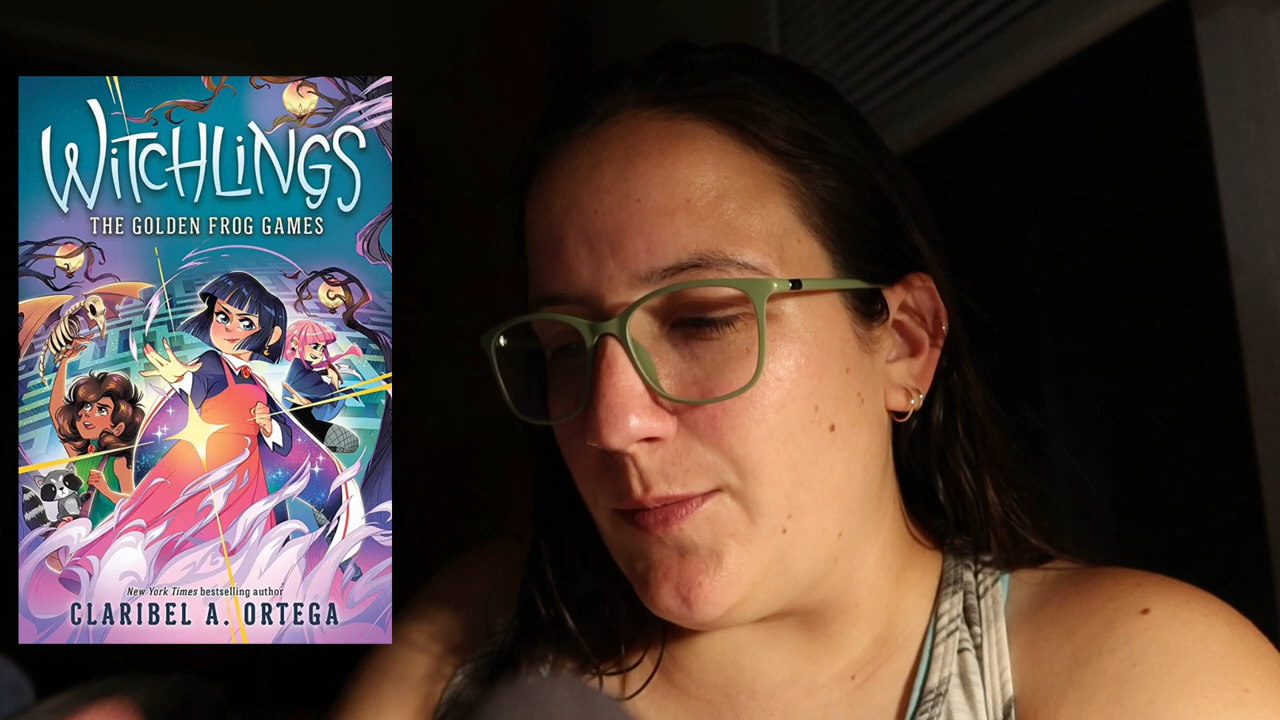 WITCHLINGS
THE GOLDEN FROG GAMES
New York Times bestselling author
CLARIBEL A. ORTEGA